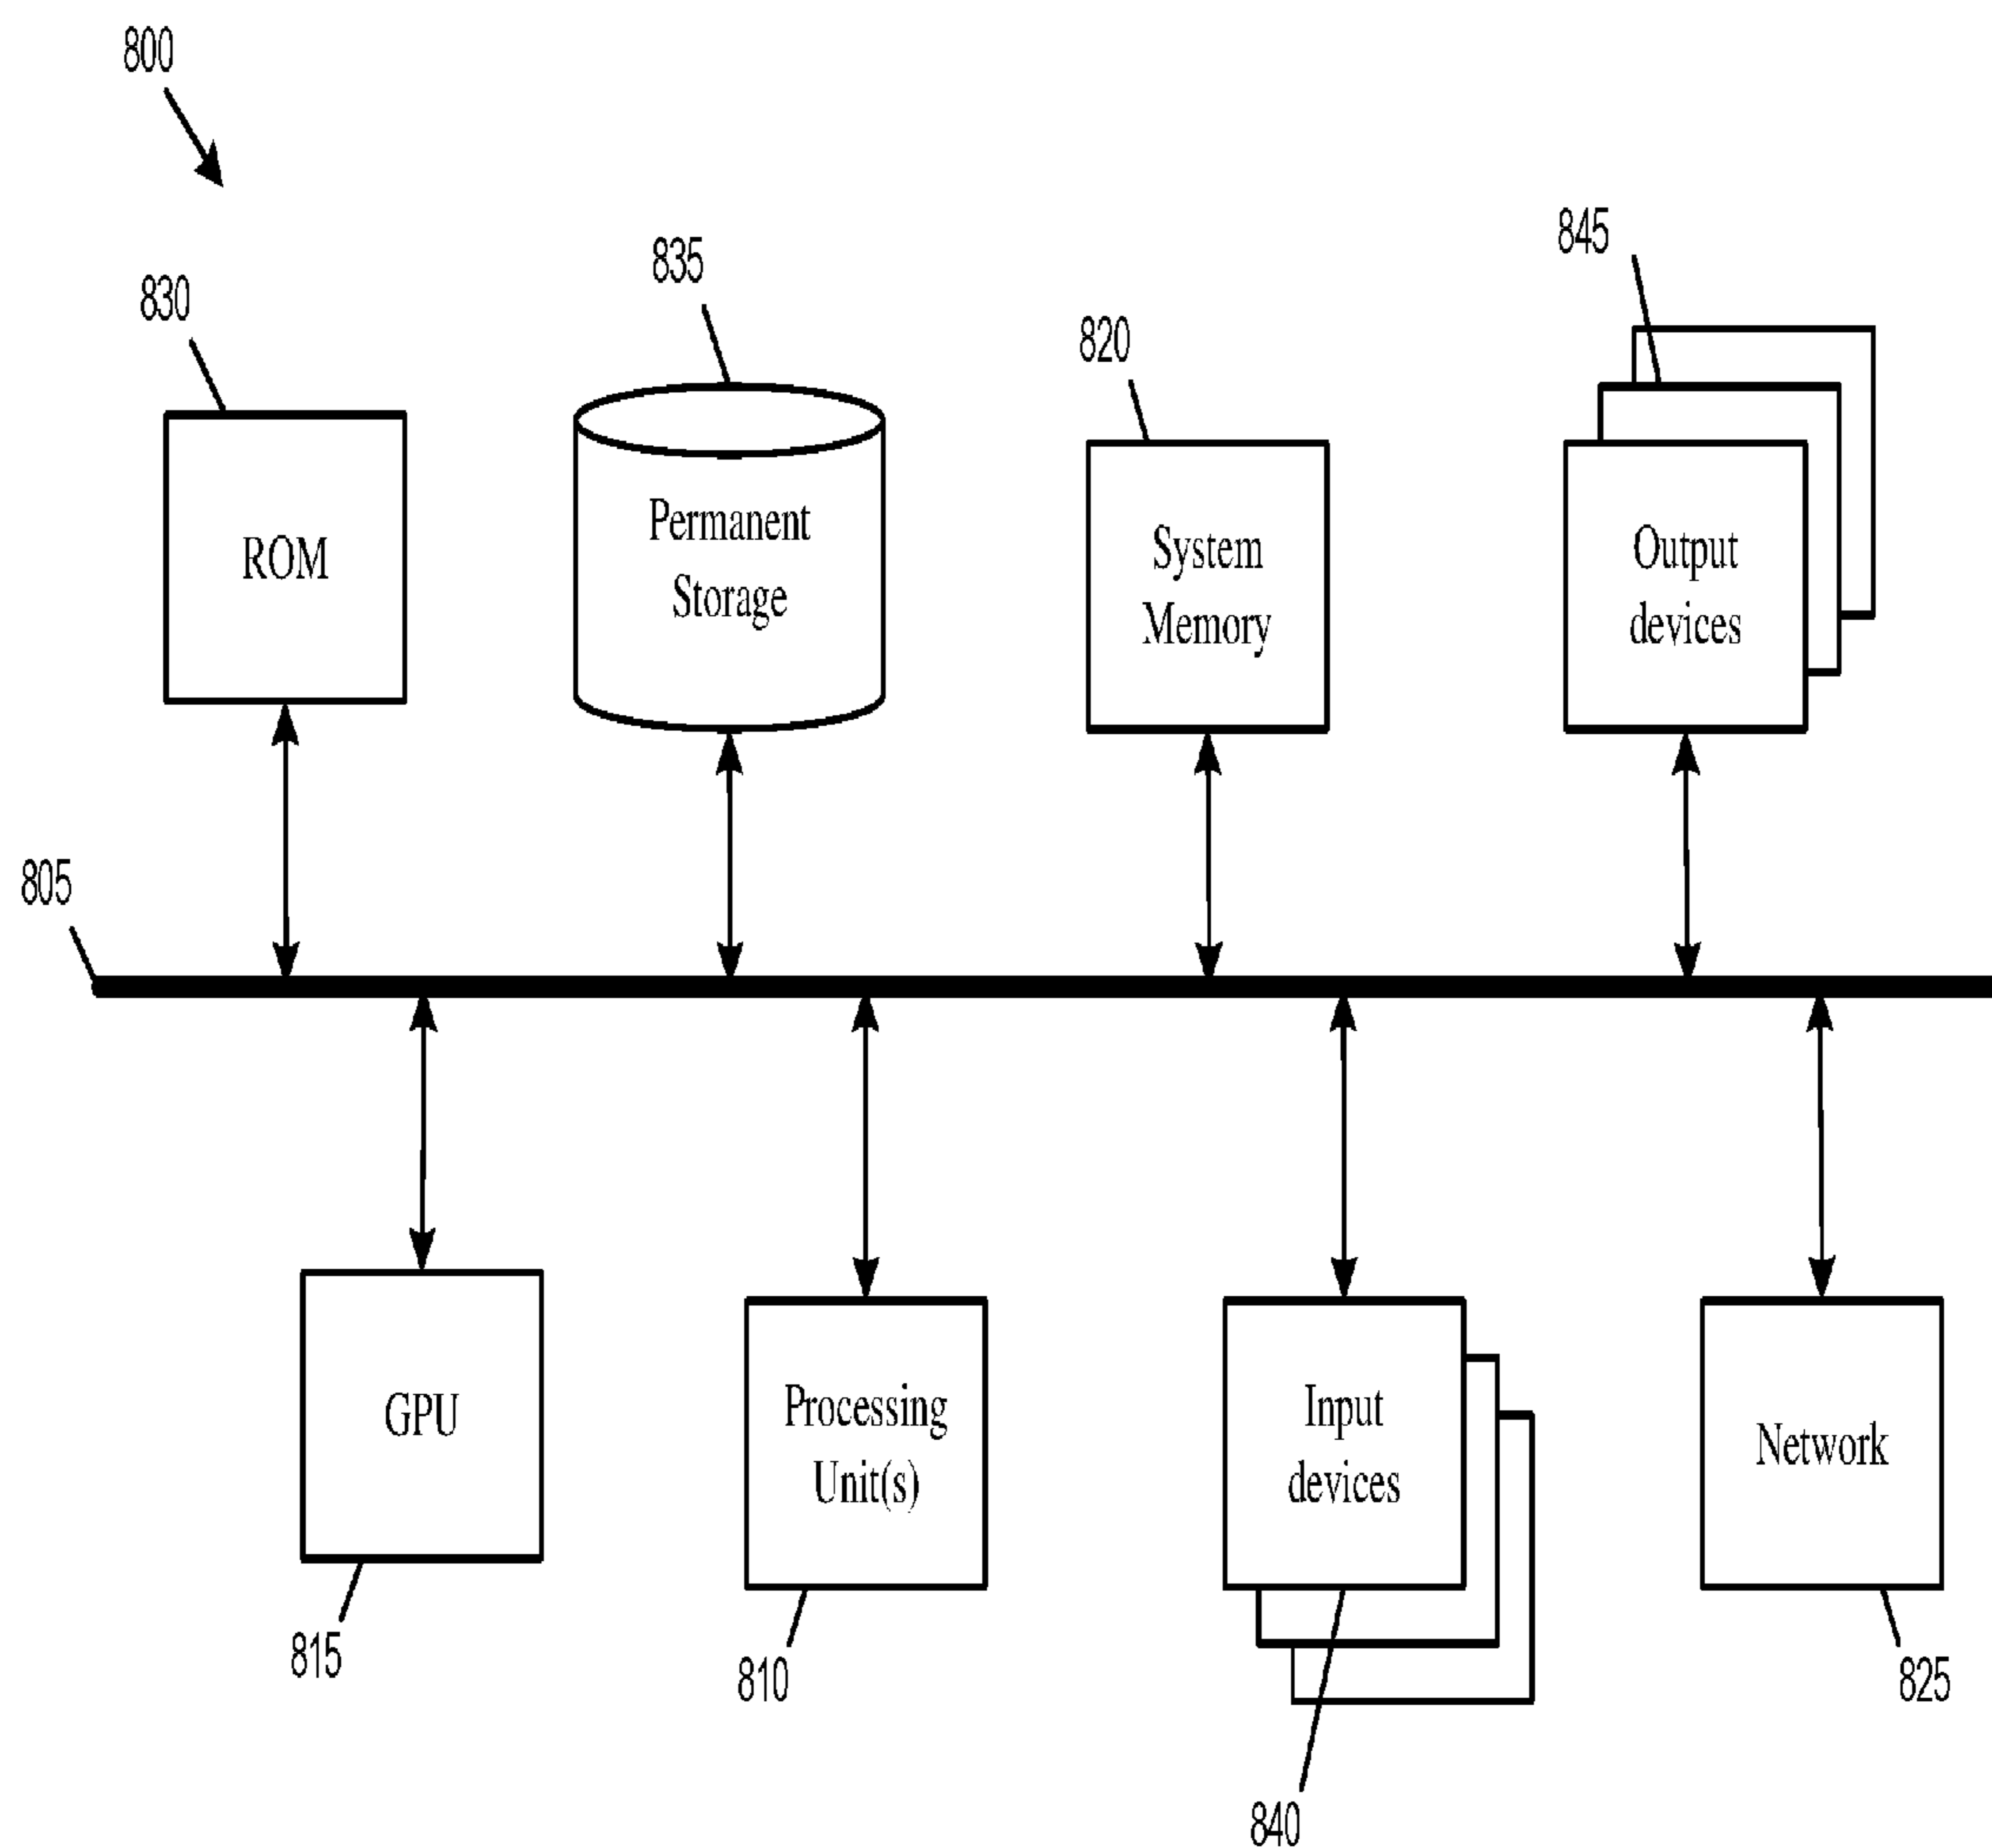 800
830
835
820
845
ROM
Permanent
Storage
System
Memory
Output
devices
805
GPU
Processing
Unit(s)
Input
devices
Network
815
810
840
825